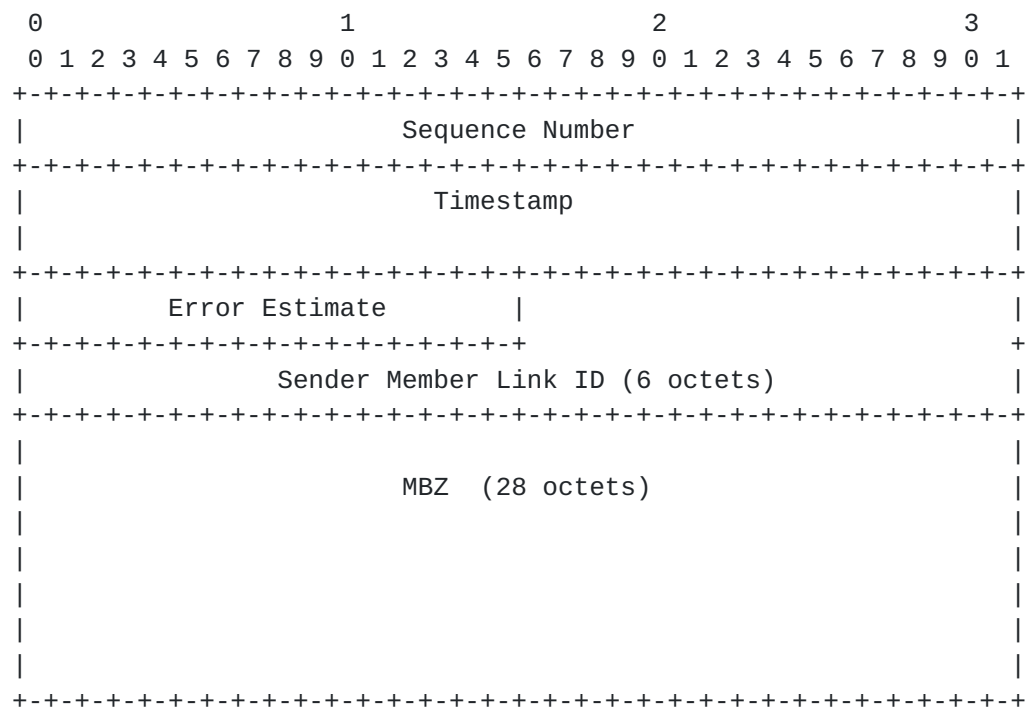 0                   1                   2                   3
 0 1 2 3 4 5 6 7 8 9 0 1 2 3 4 5 6 7 8 9 0 1 2 3 4 5 6 7 8 9 0 1
+-+-+-+-+-+-+-+-+-+-+-+-+-+-+-+-+-+-+-+-+-+-+-+-+-+-+-+-+-+-+-+-+
|                        Sequence Number                        |
+-+-+-+-+-+-+-+-+-+-+-+-+-+-+-+-+-+-+-+-+-+-+-+-+-+-+-+-+-+-+-+-+
|                          Timestamp                            |
|                                                               |
+-+-+-+-+-+-+-+-+-+-+-+-+-+-+-+-+-+-+-+-+-+-+-+-+-+-+-+-+-+-+-+-+
|         Error Estimate        |                               |
+-+-+-+-+-+-+-+-+-+-+-+-+-+-+-+-+                               +
|                Sender Member Link ID (6 octets)               |
+-+-+-+-+-+-+-+-+-+-+-+-+-+-+-+-+-+-+-+-+-+-+-+-+-+-+-+-+-+-+-+-+
|                                                               |
|                        MBZ  (28 octets)                       |
|                                                               |
|                                                               |
|                                                               |
|                                                               |
|                                                               |
+-+-+-+-+-+-+-+-+-+-+-+-+-+-+-+-+-+-+-+-+-+-+-+-+-+-+-+-+-+-+-+-+